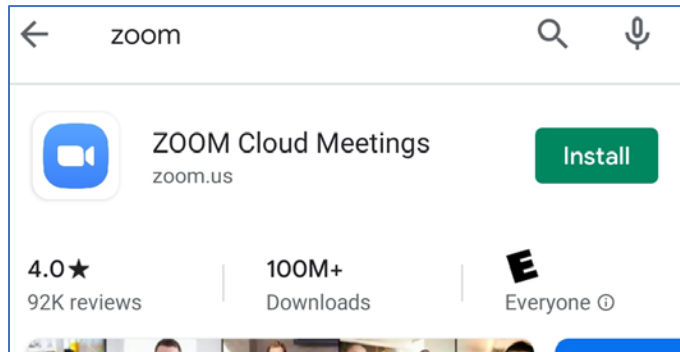 zoom
ZOOM Cloud Meetings
zoom.us
Install
4.0★
92K reviews
100M+
Downloads
E
Everyone